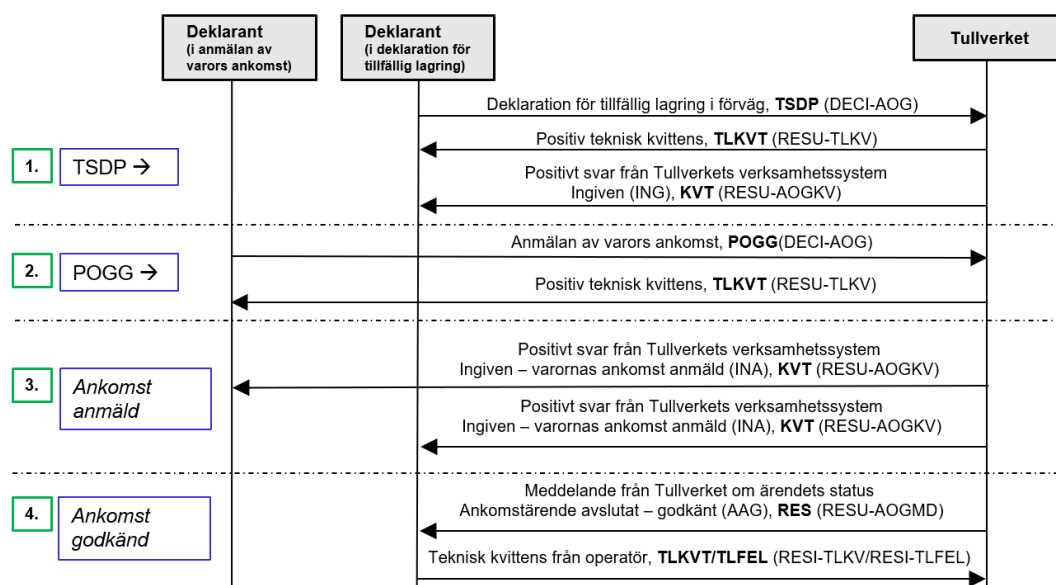 Deklarant
(i anmälan av
varors ankomst)
Deklarant
(i deklaration för
tillfällig lagring)
Tullverket
Deklaration för tillfällig lagring i förväg, TSDP (DECI-AOG)
Positiv teknisk kvittens, TLKVT (RESU-TLKV)
1.
TSDP →
Positivt svar från Tullverkets verksamhetssystem
Ingiven (ING), KVT (RESU-AOGKV)
Anmälan av varors ankomst, POGG(DECI-AOG)
2.
POGG →
Positiv teknisk kvittens, TLKVT (RESU-TLKV)
Positivt svar från Tullverkets verksamhetssystem
Ingiven – varornas ankomst anmäld (INA), KVT (RESU-AOGKV)
3.
Ankomst
anmäld
Positivt svar från Tullverkets verksamhetssystem
Ingiven – varornas ankomst anmäld (INA), KVT (RESU-AOGKV)
Meddelande från Tullverket om ärendets status
Ankomstärende avslutat – godkänt (AAG), RES (RESU-AOGMD)
4.
Ankomst
godkänd
Teknisk kvittens från operatör, TLKVT/TLFEL (RESI-TLKV/RESI-TLFEL)